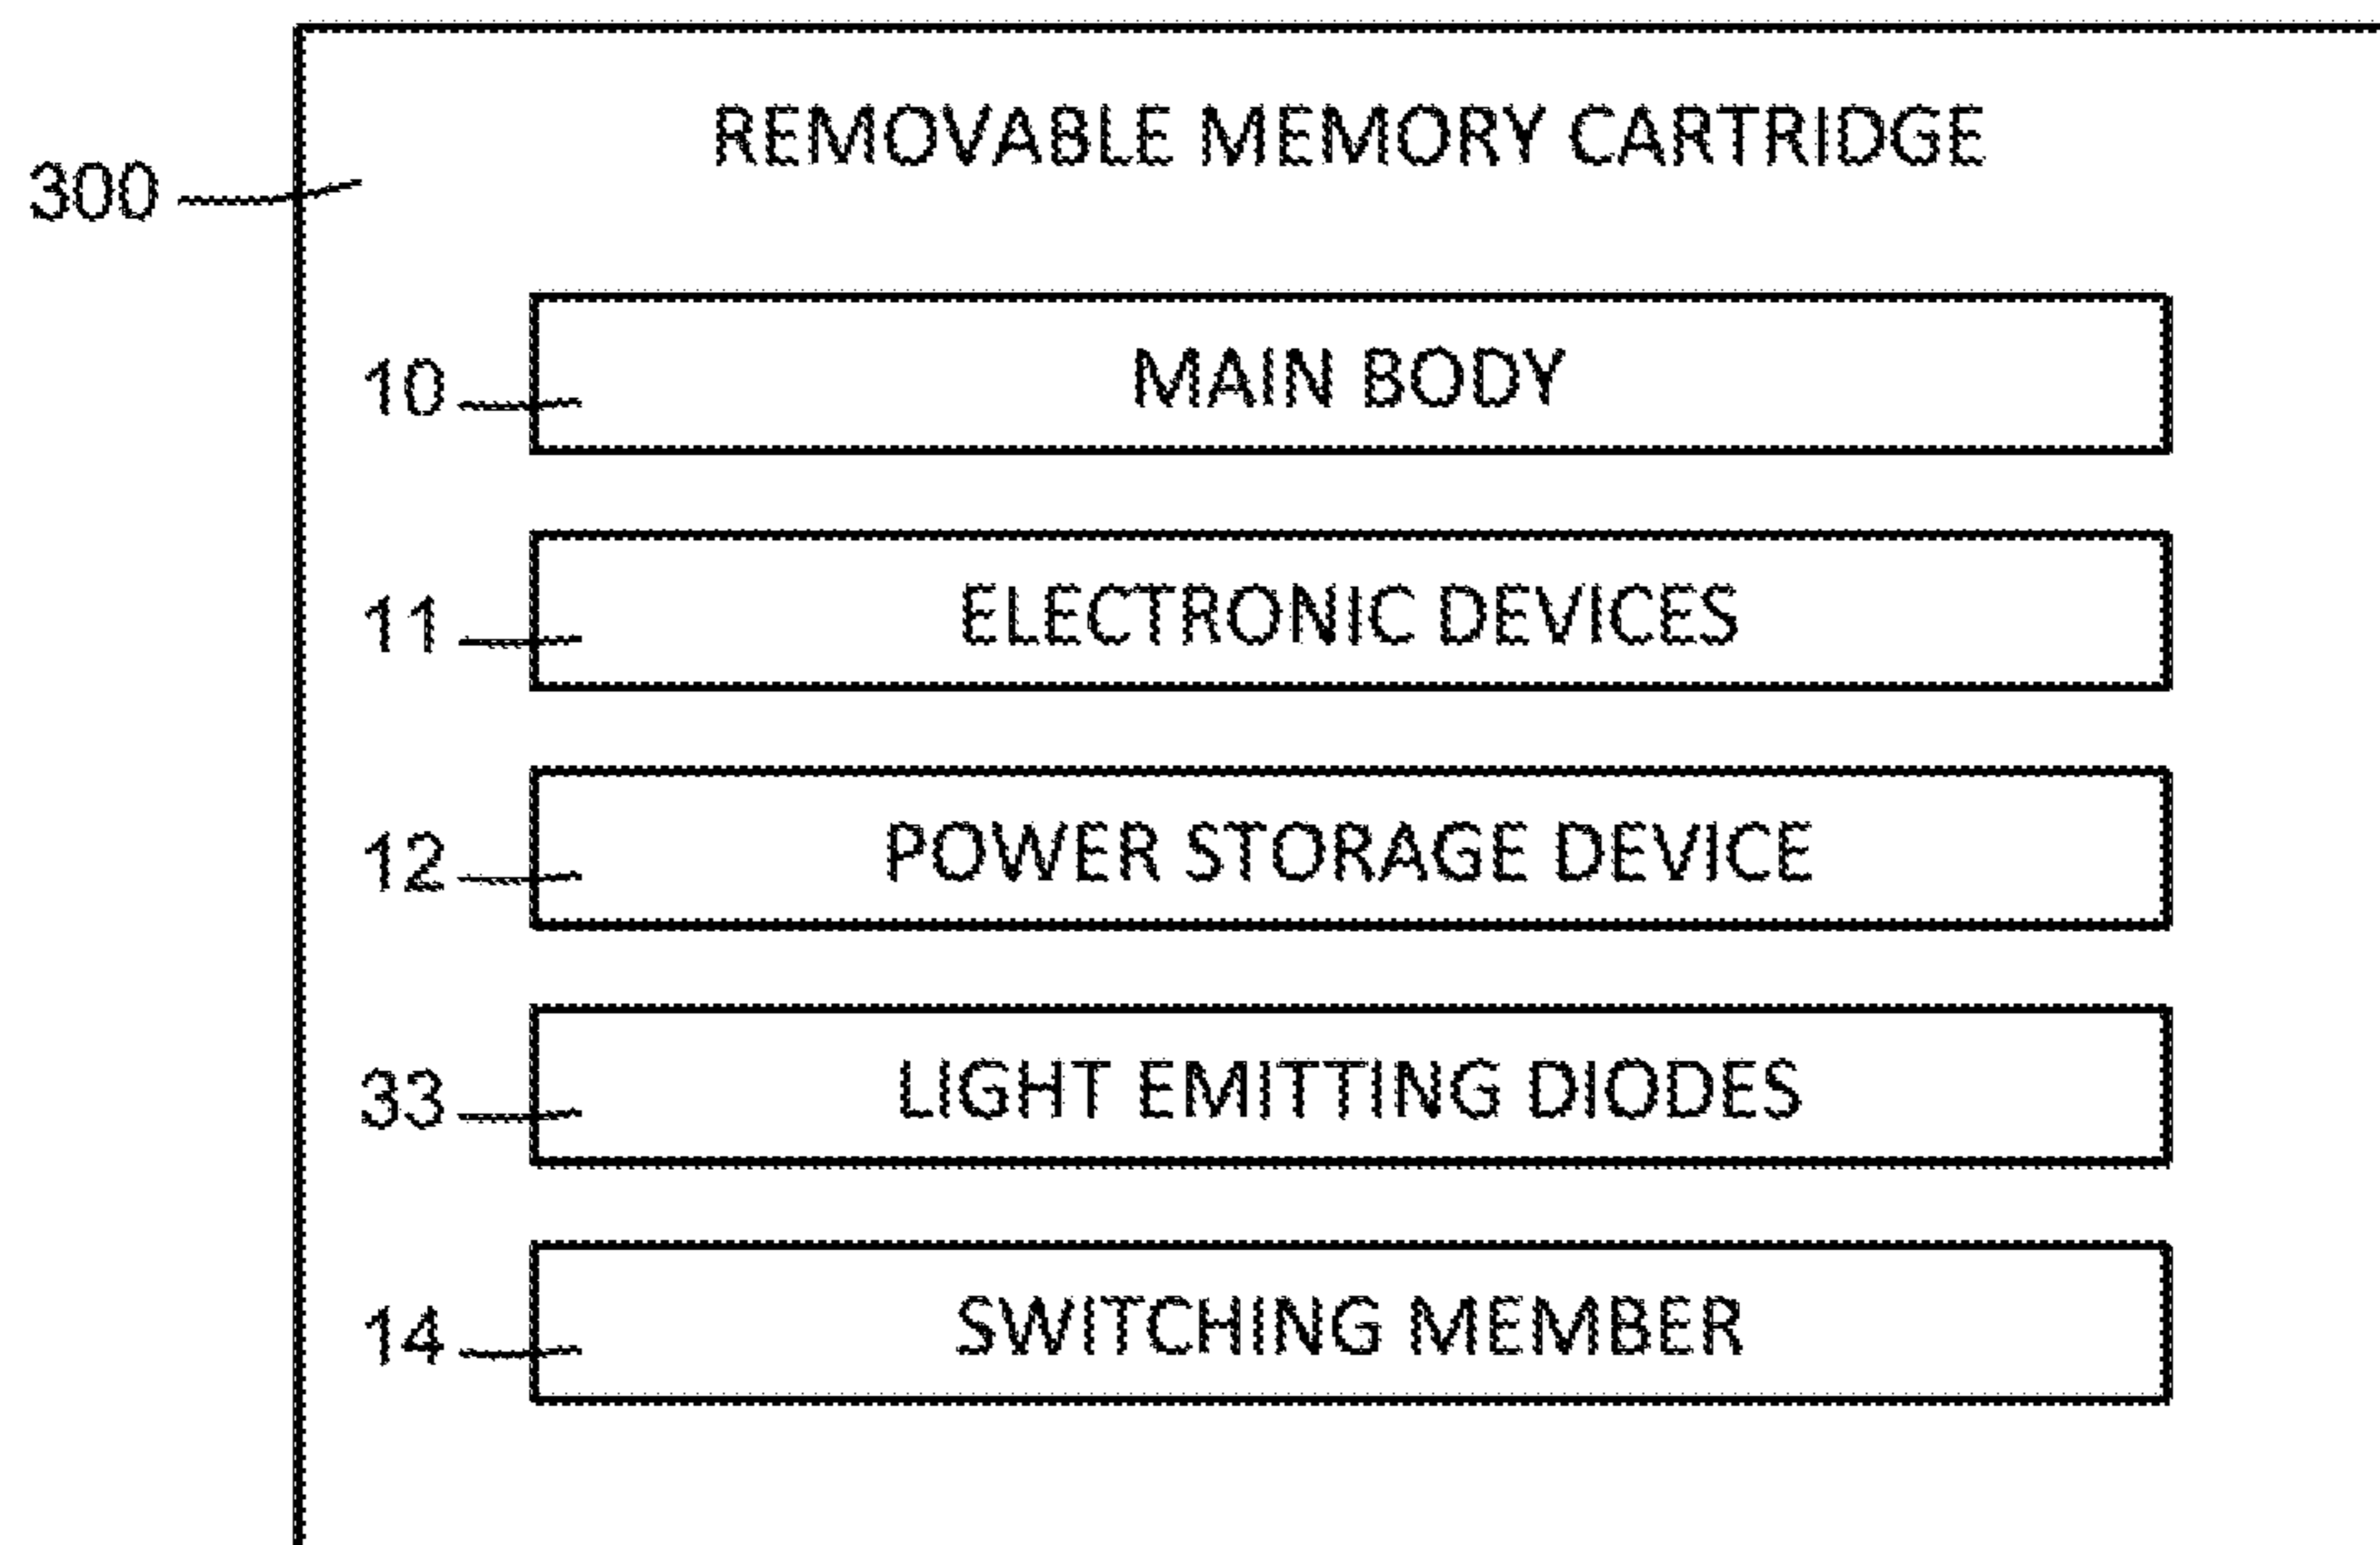 REMOVABLE MEMORY CARTRIDGE
300
10 MAIN BODY
11 ELECTRONIC DEVICES
12 POWER STORAGE DEVICE
33 LIGHT EMITTING DIODES
14 SWITCHING MEMBER